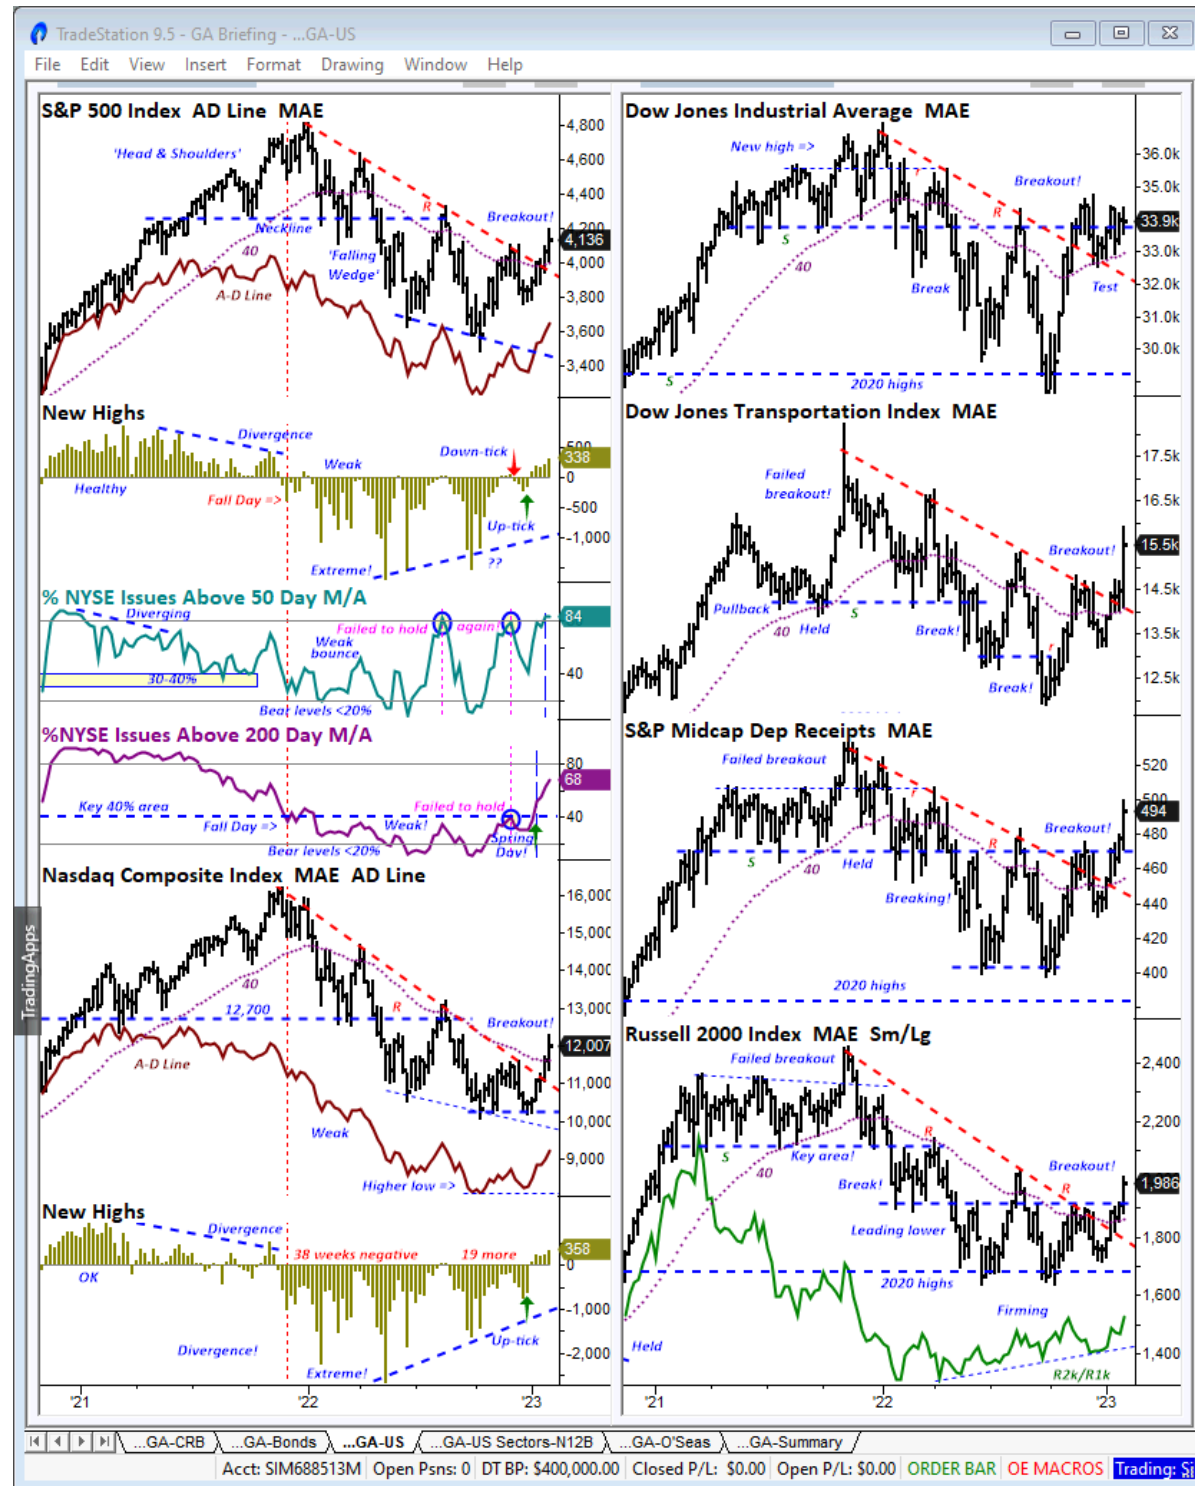 TradeStation 9.5 - GA Briefing - ...GA-US
File Edit View Insert Format Drawing Window Help
S&P 500 Index AD Line MAE
'Head & Shoulders'
Neckline
40
'Falling
Wedge'
A-D Line
R
Breakout!
4,800
4,600
4,400
4,200
4,136
4,000
3,800
3,600
3,400
New Highs
Divergence
Healthy
Fall Day =>
Weak
Extreme!
Down-tick
Up-tick
??
500
338
0
-500
-1,000
% NYSE Issues Above 50 Day M/A
Diverging
30-40%
Weak
bounce
Failed to hold
again!
Bear levels <20%
84
40
%NYSE Issues Above 200 Day M/A
Key 40% area
Fall Day =>
Weak!
Failed to hold
Bear levels <20%
Spring
Day!
80
68
40
Nasdaq Composite Index MAE AD Line
40
12,700
A-D Line
Weak
R
Breakout!
Higher low =>
16,000
15,000
14,000
13,000
12,007
11,000
10,000
9,000
New Highs
Divergence
OK
38 weeks negative
19 more
Divergence!
Extreme!
Up-tick
358
0
-1,000
-2,000
'21 '22 '23
Dow Jones Industrial Average MAE
New high =>
r
Breakout!
R
S
40
Break
Test
2020 highs
S
36.0k
35.0k
33.9k
33.0k
32.0k
31.0k
30.0k
Dow Jones Transportation Index MAE
Failed
breakout!
Breakout!
Pullback
40
Held
S
Break!
r
Break!
17.5k
16.5k
15.5k
14.5k
13.5k
12.5k
S&P Midcap Dep Receipts MAE
Failed breakout
r
Breakout!
R
S
40
Held
Breaking!
2020 highs
520
500
494
480
460
440
420
400
Russell 2000 Index MAE Sm/Lg
Failed breakout
R
S
40
Key area!
Break!
Breakout!
R
Leading lower
2020 highs
Firming
Held
R2k/R1k
2,400
2,200
1,986
1,800
1,600
1,400
'21 '22 '23
TradingApps
...GA-CRB ...GA-Bonds ...GA-US ...GA-US Sectors-N12B ...GA-O'Seas ...GA-Summary
Acct: SIM688513M Open Psns: 0 DT BP: $400,000.00 Closed P/L: $0.00 Open P/L: $0.00 ORDER BAR OE MACROS Trading: